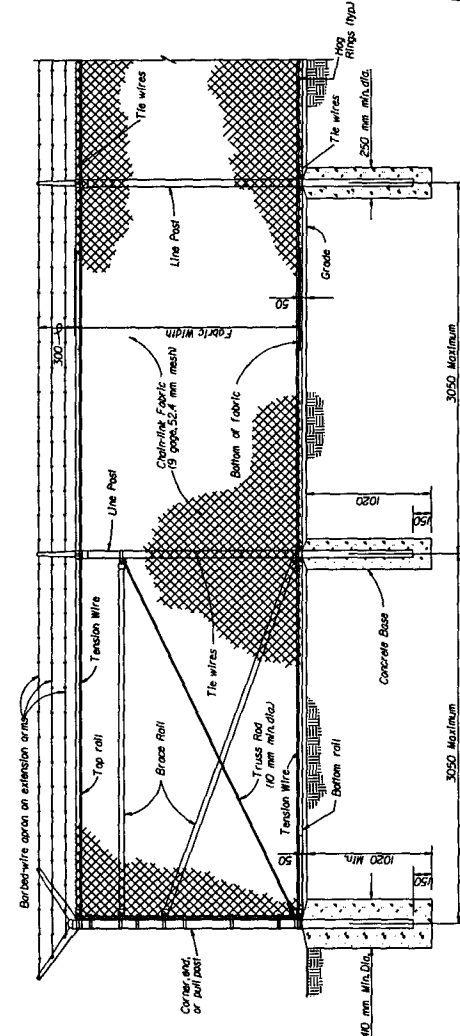 Barbed-wire apron on extension arms
Tension Wire
Top rail
Line Post
300
Brace Rail
Chain-link Fabric
(9 gage, 52.4 mm mesh)
Fabric Width
Line Post
Tie wires
Corner, end,
or pull post
Tie wires
Truss Rod
(10 mm min. dia.)
Tension Wire
Bottom of fabric
50
50
Hog
Rings (typ.)
Tie wires
Bottom rail
Grade
1020 Min.
150
1020
150
250 mm min. dia.
Concrete Base
mm Min. Dia.
3050 Maximum
3050 Maximum